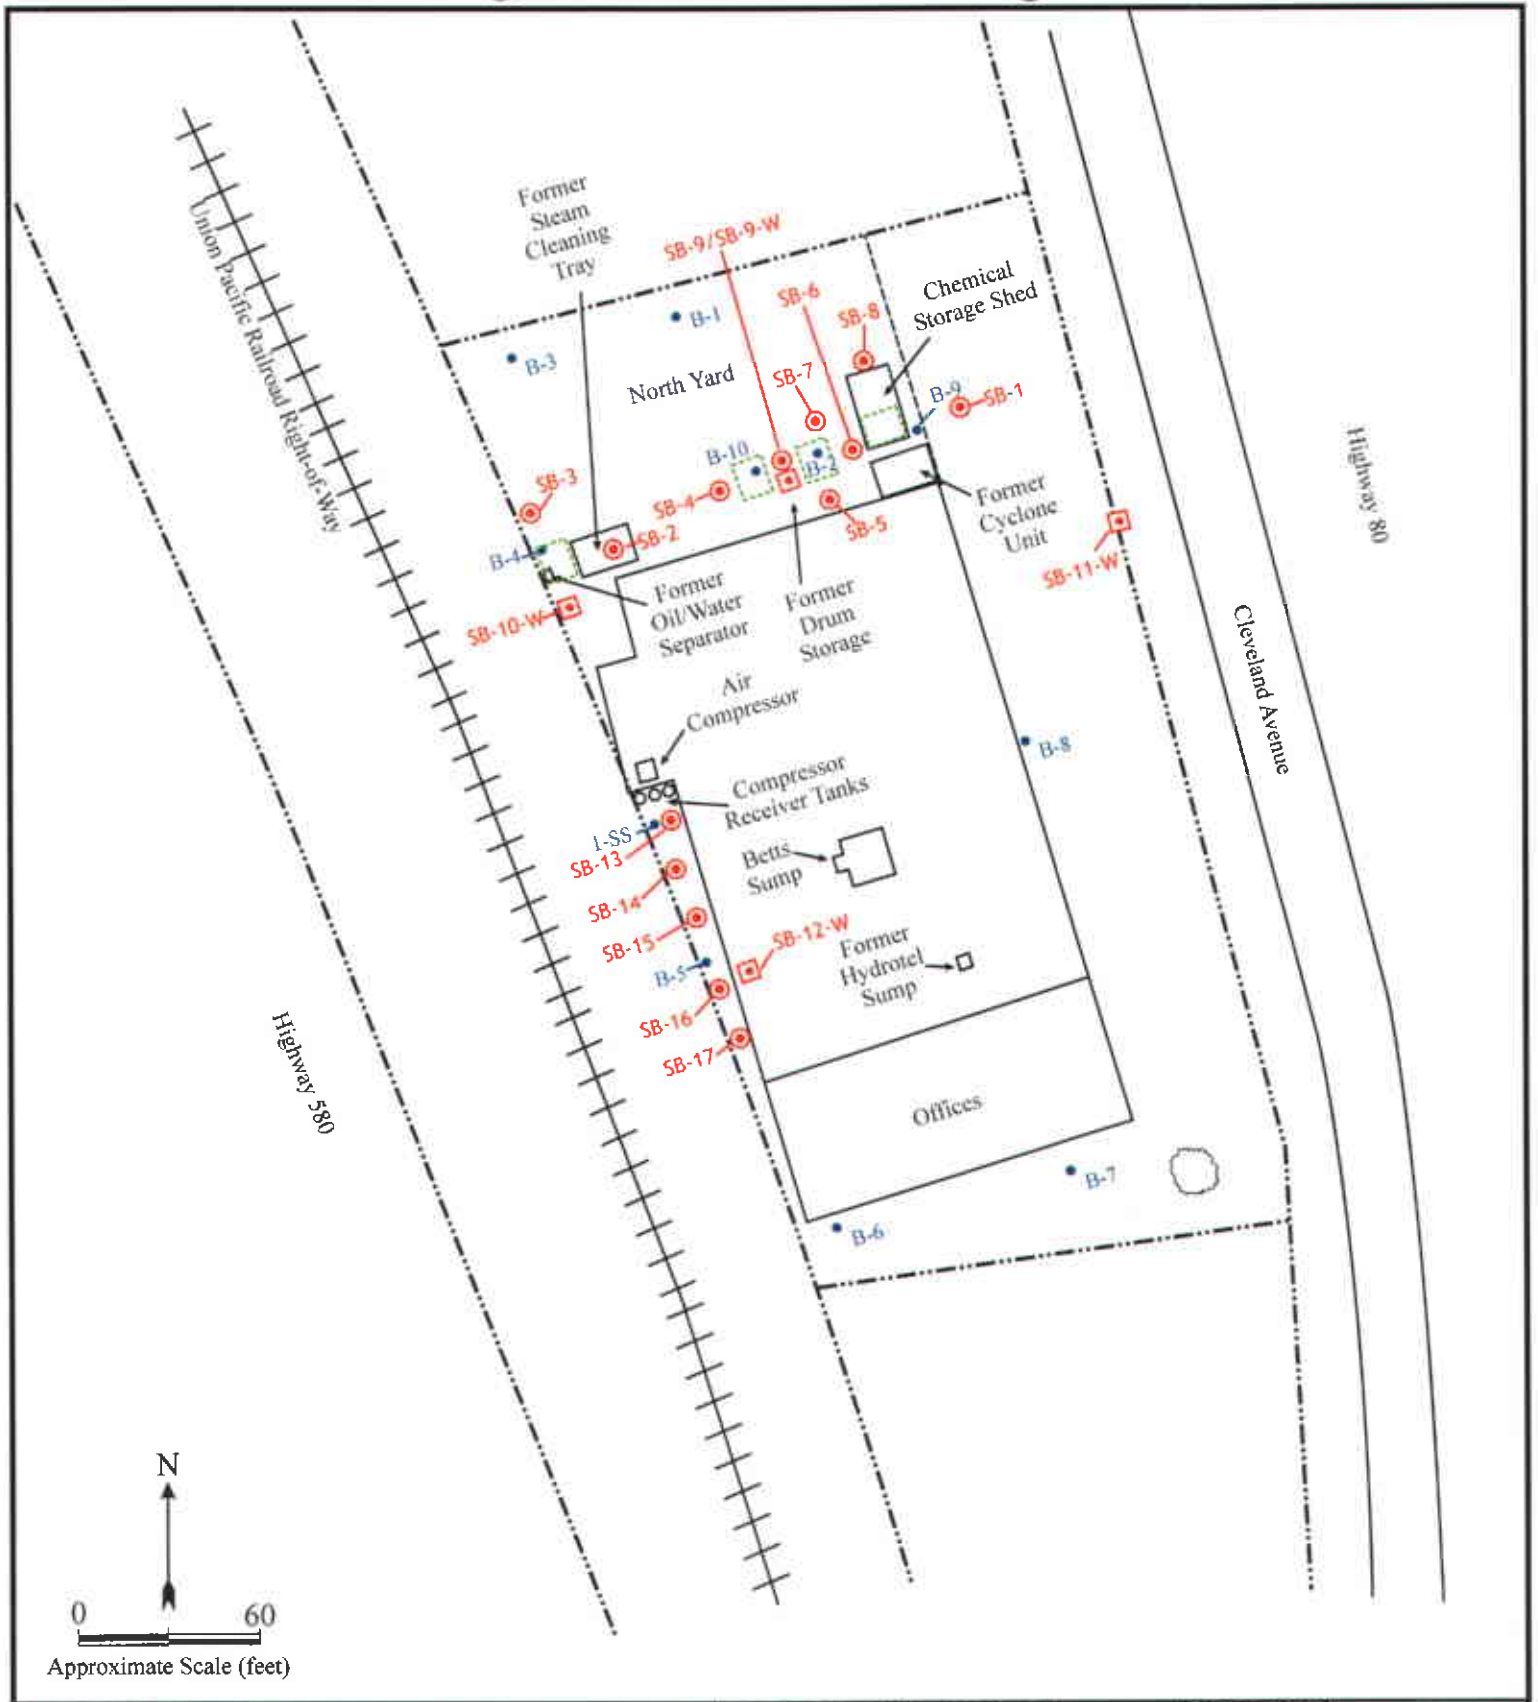 Former
Steam
Cleaning
Tray
SB-9/SB-9-W
SB-6
Chemical
Storage Shed
SB-8
B-1
B-3
North Yard
SB-7
B-9
SB-1
Union Pacific Railroad Right-of-Way
Highway 80
B-10
B-2
SB-3
SB-4
SB-5
Former
Cyclone
Unit
SB-2
B-4
SB-11-W
Former
Oil/Water
Separator
Former
Drum
Storage
SB-10-W
Cleveland Avenue
Air
Compressor
B-8
Compressor
Receiver Tanks
1-SS
SB-13
Betts
Sump
SB-14
SB-15
SB-12-W
Former
Hydrotel
Sump
B-5
SB-16
SB-17
Highway 580
Offices
B-7
B-6
N
0 60
Approximate Scale (feet)